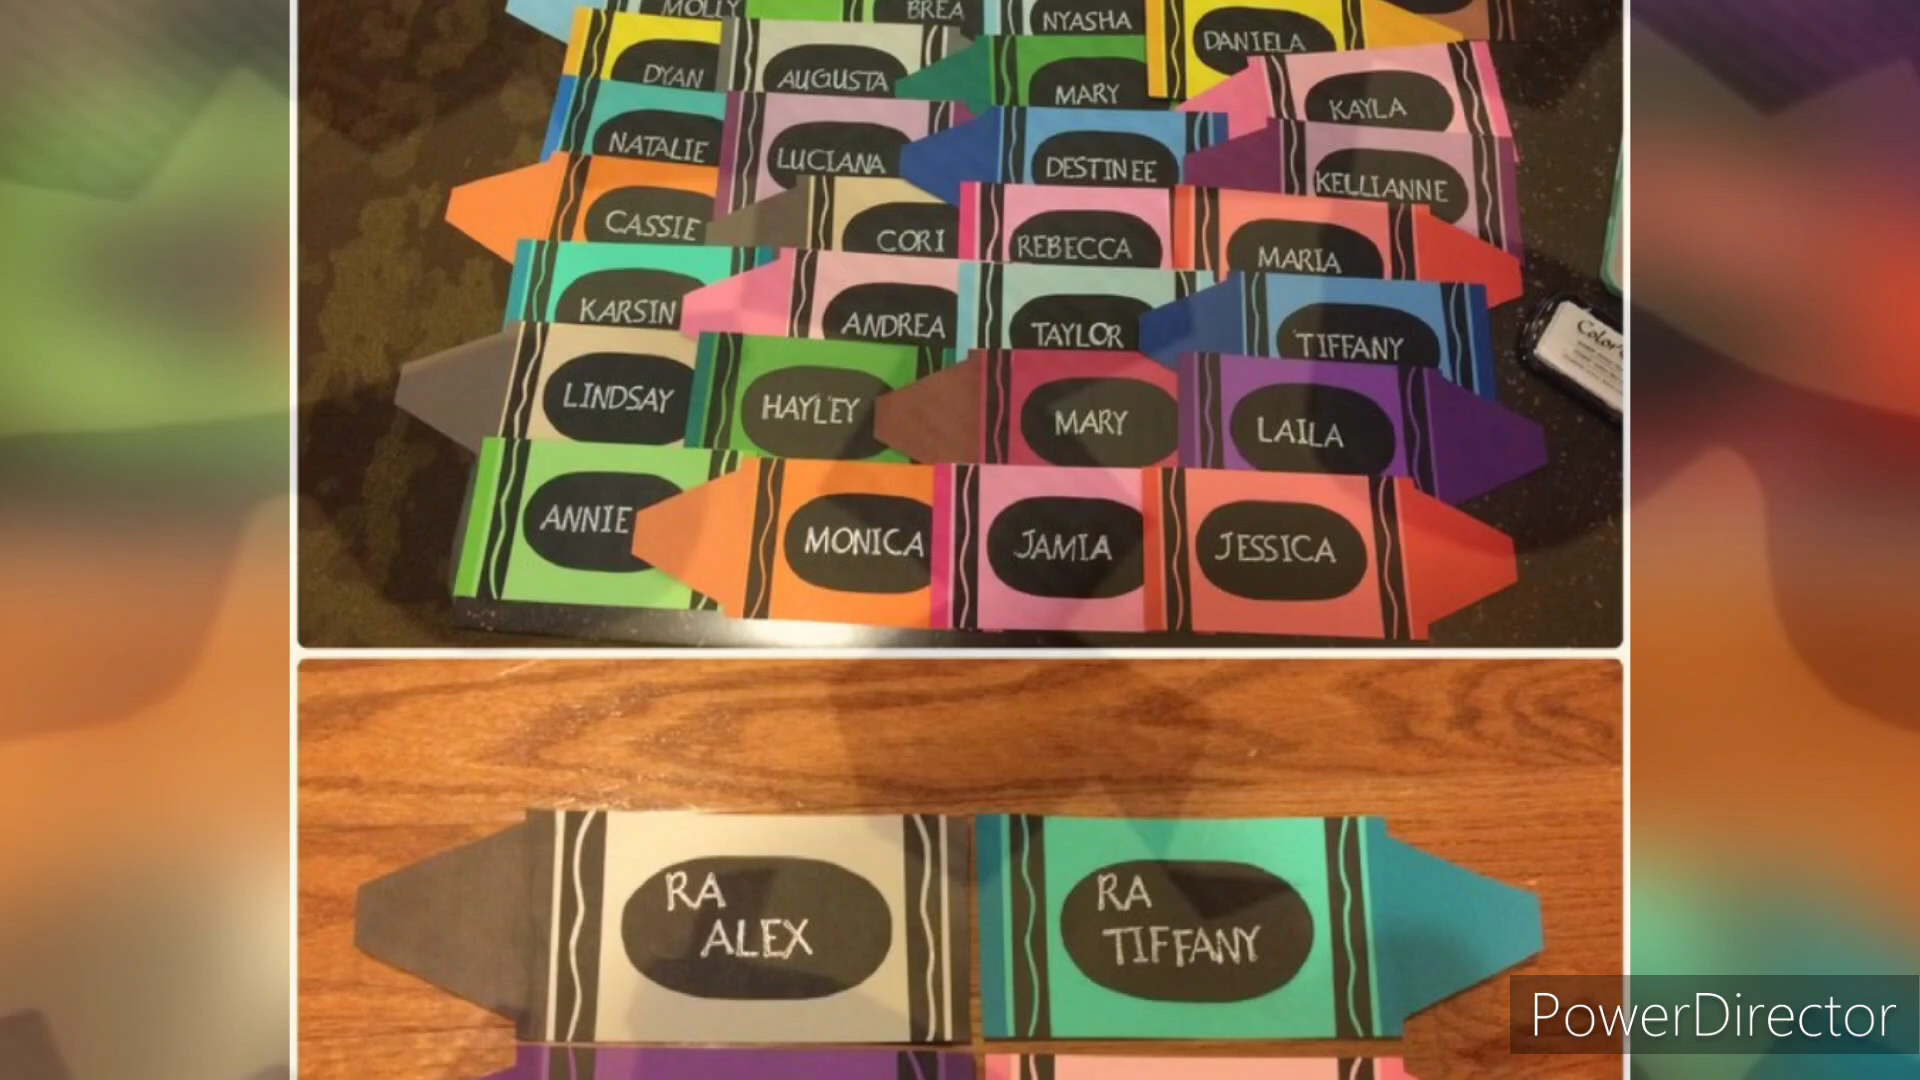 MOLLY
BREA
NYASHA
DANIELA
DYAN
AUGUSTA
MARY
KAYLA
NATALIE
LUCIANA
DESTINEE
KELLIANNE
CASSIE
CORI
REBECCA
MARIA
KARSIN
ANDREA
TAYLOR
TIFFANY
LINDSAY
HAYLEY
MARY
LAILA
ANNIE
MONICA
JAMIA
JESSICA
RA
ALEX
RA
TIFFANY
PowerDirector